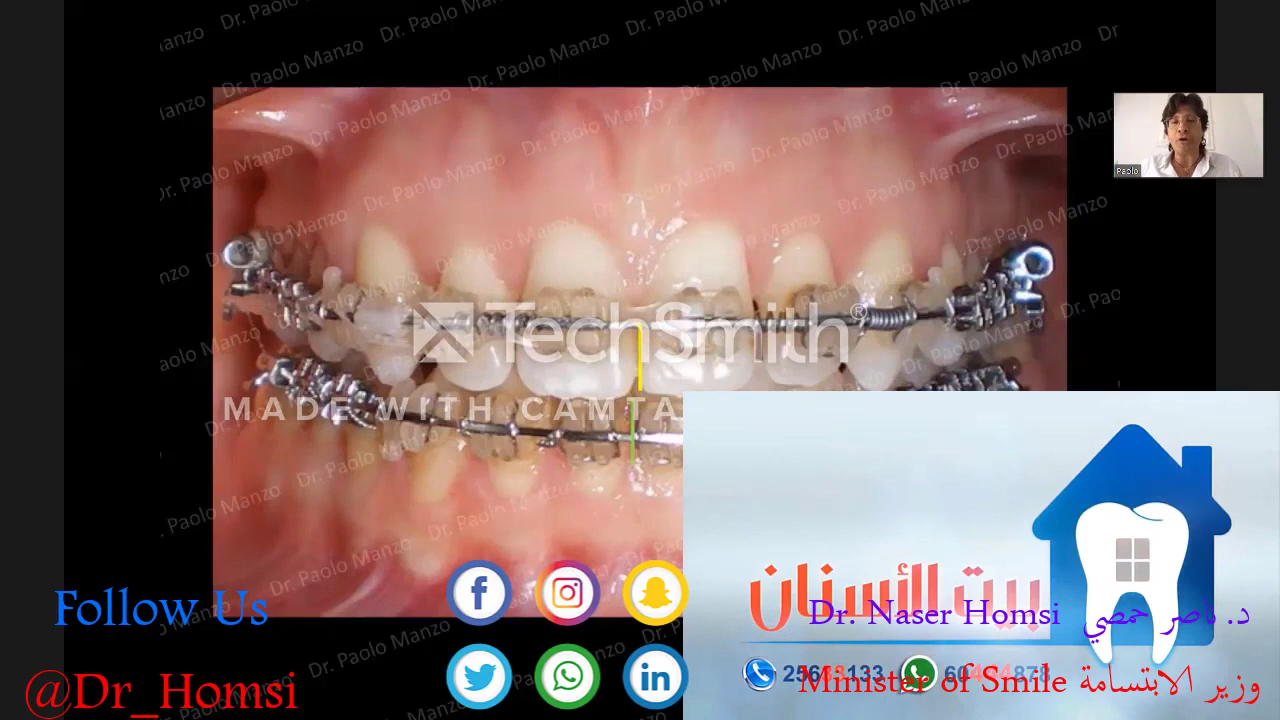 Dr. Paolo Manzo
Paolo
TechSmith®
MADE WITH CAMTA
بيت الأسنان
Follow Us
Dr. Naser Homsi د. ناصر حمصي
@Dr_Homsi
Minister of Smile وزير الابتسامة